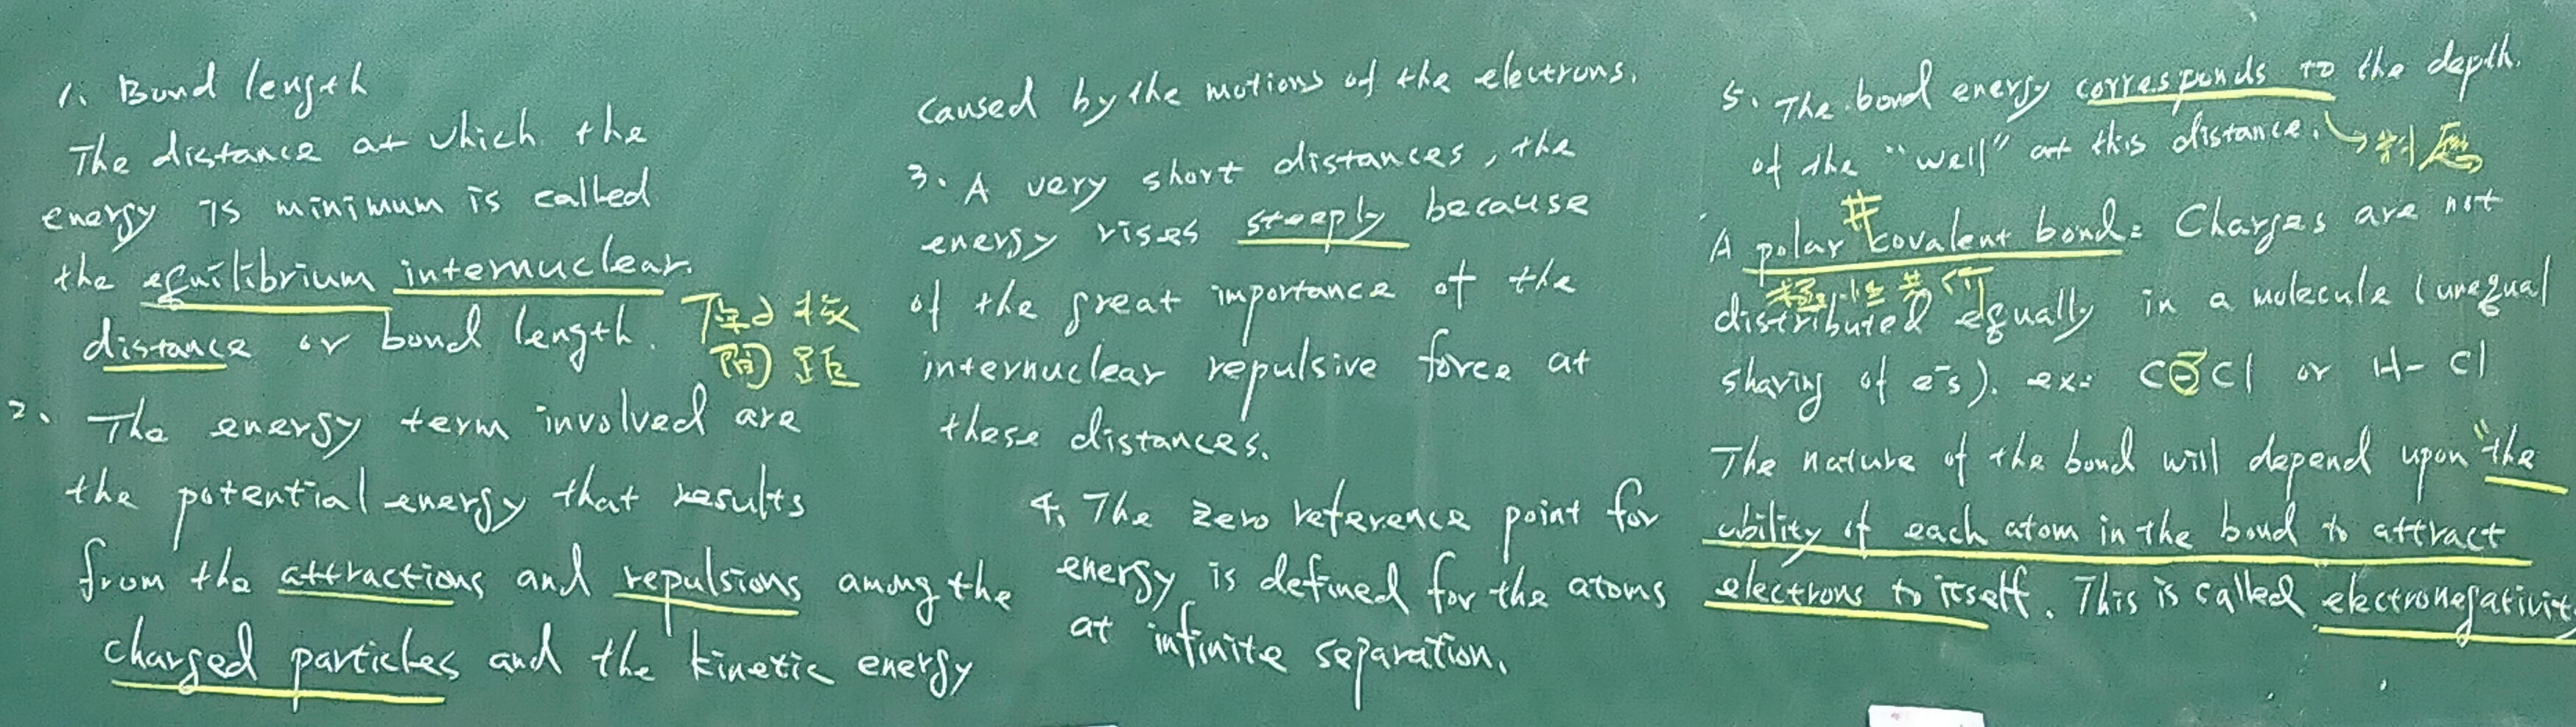 1. Bond length
The distance at which the
energy is minimum is called
the equilibrium internuclear
distance or bond length.
核
間距
2. The energy term involved are
the potential energy that results
from the attractions and repulsions among the
charged particles and the kinetic energy
caused by the motions of the electrons.
3. A very short distances, the
energy rises steeply because
of the great importance of the
internuclear repulsive force at
these distances.
4. The zero reference point for
energy is defined for the atoms
at infinite separation.
5. The bond energy corresponds to the depth.
of the "well" at this distance.
A polar covalent bond: Charges are not
極性共价
distributed equally in a molecule (unequal
sharing of e⁻s). ex: C-Cl or H-Cl
The nature of the bond will depend upon "the
ability of each atom in the bond to attract
electrons to itself. This is called electronegativit